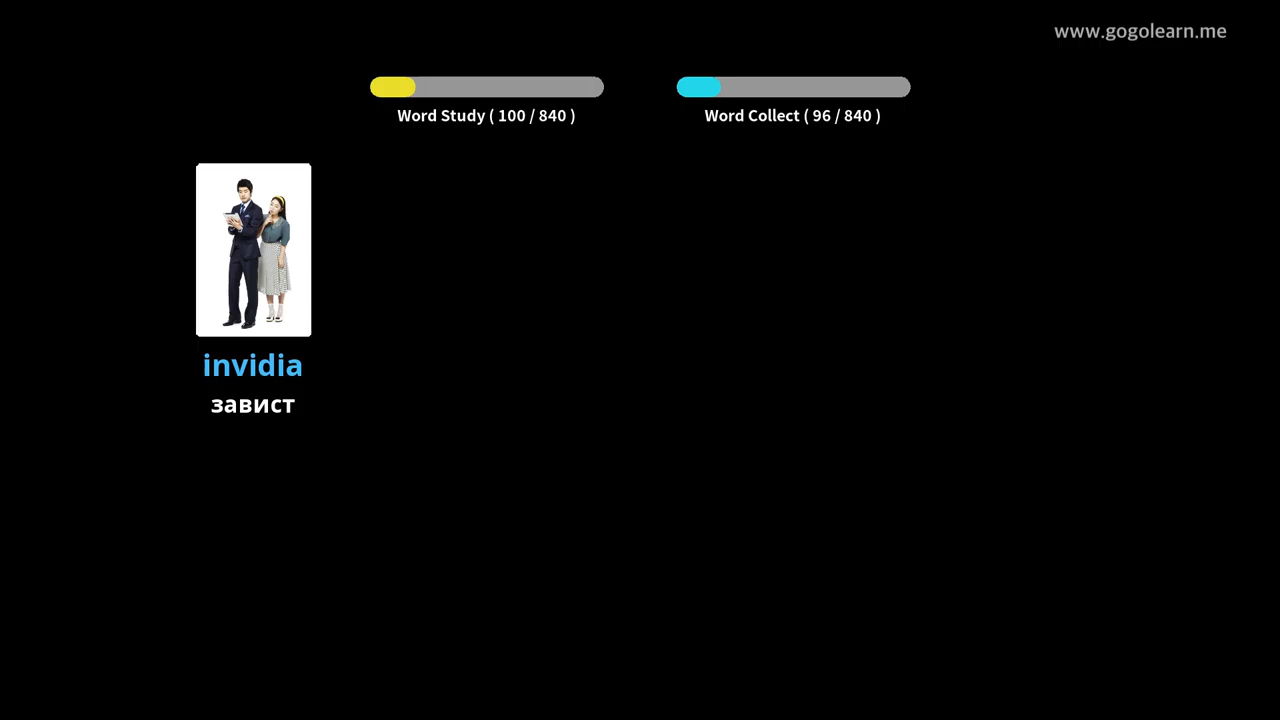 www.gogolearn.me
Word Study ( 100 / 840 )
Word Collect ( 96 / 840 )
invidia
завист